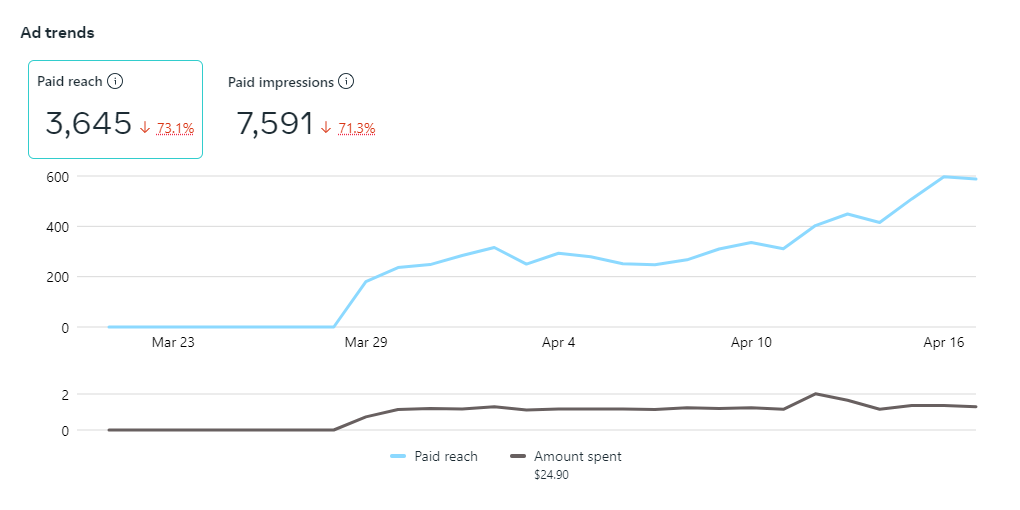 Ad trends
Paid reach
3,645 ↓ 73.1%
Paid impressions
7,591 ↓ 71.3%
600
400
200
0
Mar 23 Mar 29 Apr 4 Apr 10 Apr 16
2
0
Paid reach Amount spent
$24.90